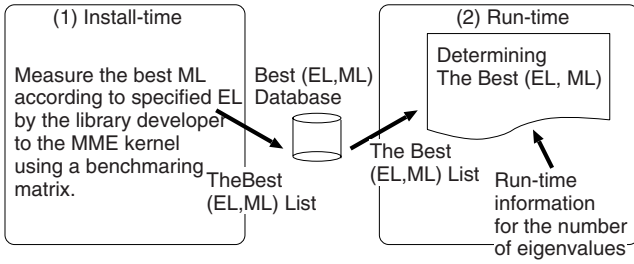 (1) Install-time
Measure the best ML
according to specified EL
by the library developer
to the MME kernel
using a benchmaring
matrix.
Best (EL,ML)
Database
TheBest
(EL,ML) List
(2) Run-time
Determining
The Best (EL, ML)
The Best
(EL,ML) List
Run-time
information
for the number
of eigenvalues